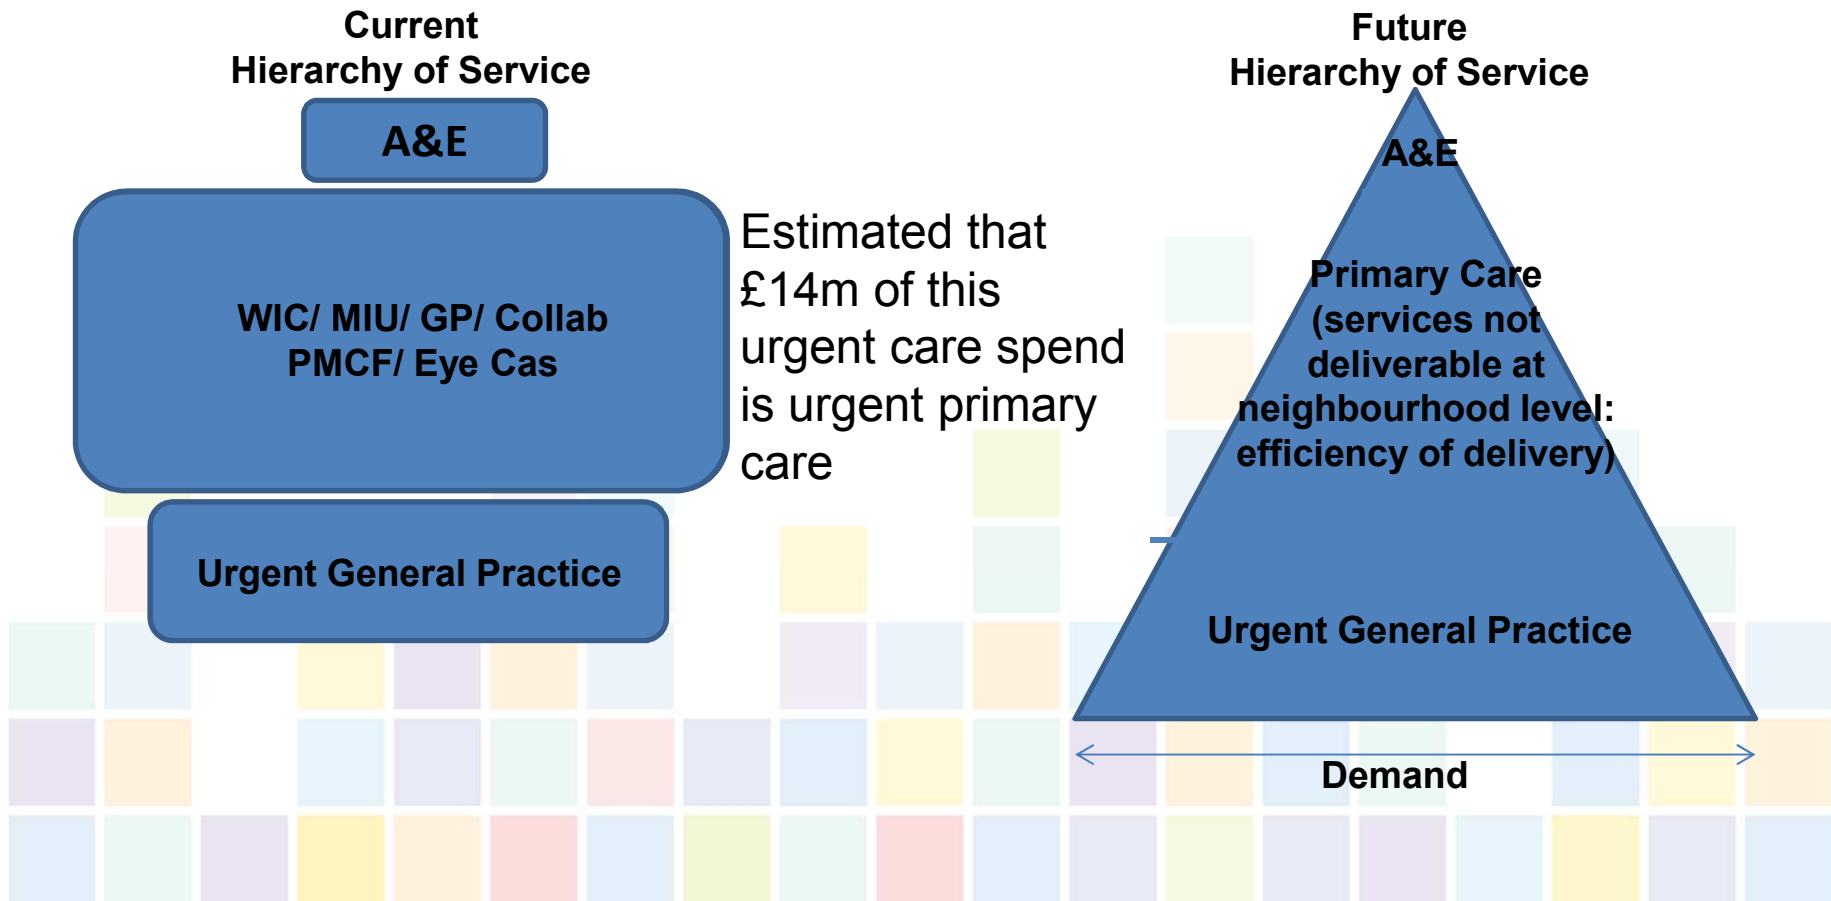 Current
Hierarchy of Service
A&E
WIC/ MIU/ GP/ Collab
PMCF/ Eye Cas
Urgent General Practice
Estimated that
£14m of this
urgent care spend
is urgent primary
care
Future
Hierarchy of Service
A&E
Primary Care
(services not
deliverable at
neighbourhood level:
efficiency of delivery)
Urgent General Practice
Demand